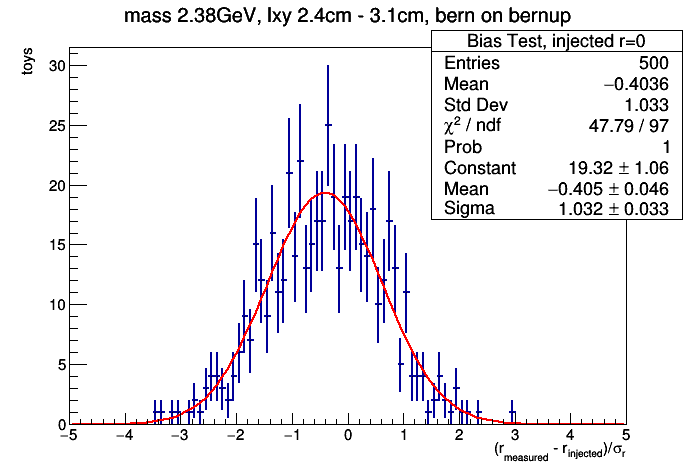 mass 2.38GeV, lxy 2.4cm - 3.1cm, bern on bernup
Bias Test, injected r=0
Entries 500
Mean −0.4036
Std Dev 1.033
χ² / ndf 47.79 / 97
Prob 1
Constant 19.32 ± 1.06
Mean −0.405 ± 0.046
Sigma 1.032 ± 0.033
toys
30
25
20
15
10
5
0
−5 −4 −3 −2 −1 0 1 2 3 4 5
(r_measured - r_injected)/σ_r